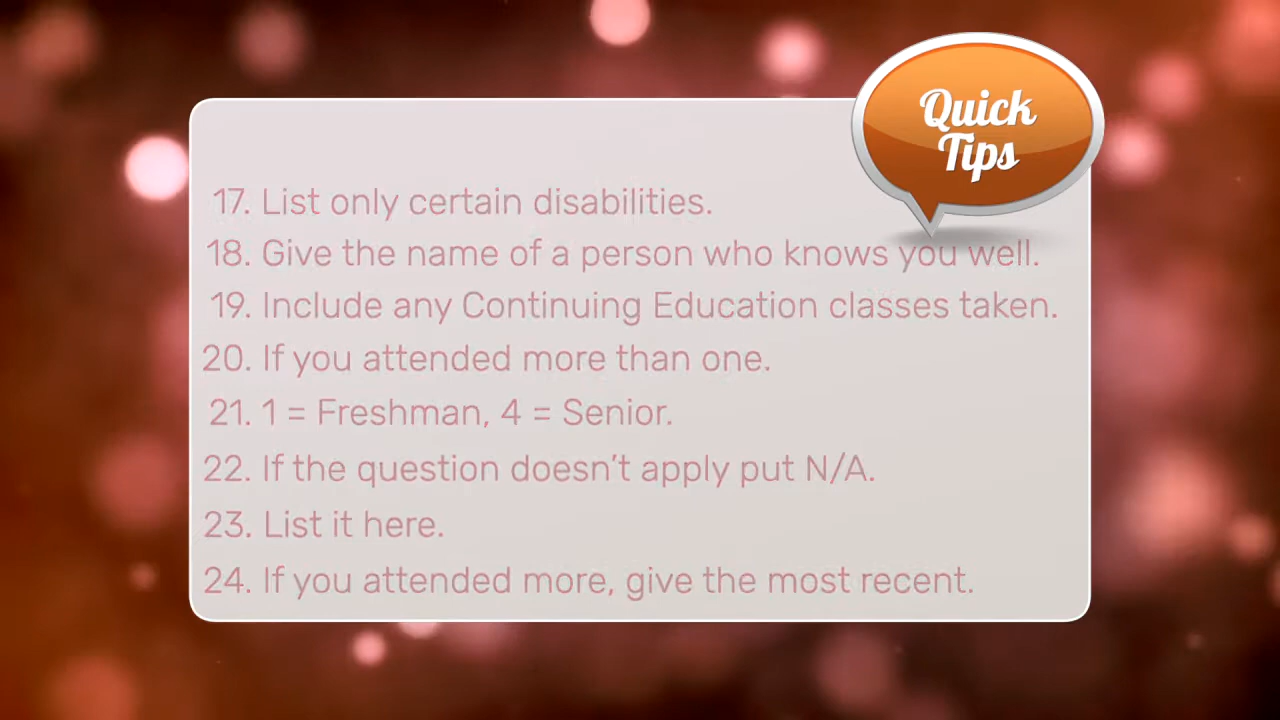 Quick
Tips
17. List only certain disabilities.
18. Give the name of a person who knows you well.
19. Include any Continuing Education classes taken.
20. If you attended more than one.
21. 1 = Freshman, 4 = Senior.
22. If the question doesn’t apply put N/A.
23. List it here.
24. If you attended more, give the most recent.